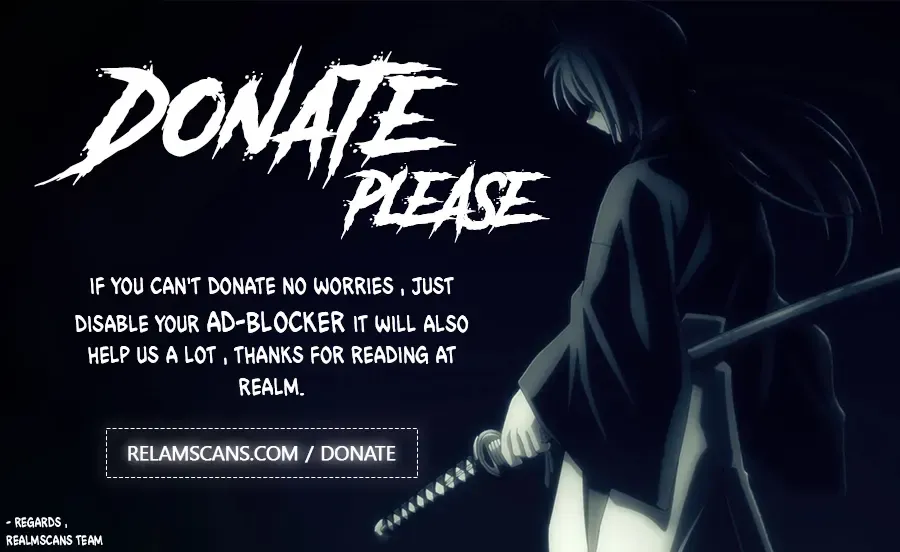 DONATE
PLEASE
IF YOU CAN'T DONATE NO WORRIES , JUST
DISABLE YOUR AD-BLOCKER IT WILL ALSO
HELP US A LOT , THANKS FOR READING AT
REALM.
RELAMSCANS.COM / DONATE
- REGARDS ,
REALMSCANS TEAM